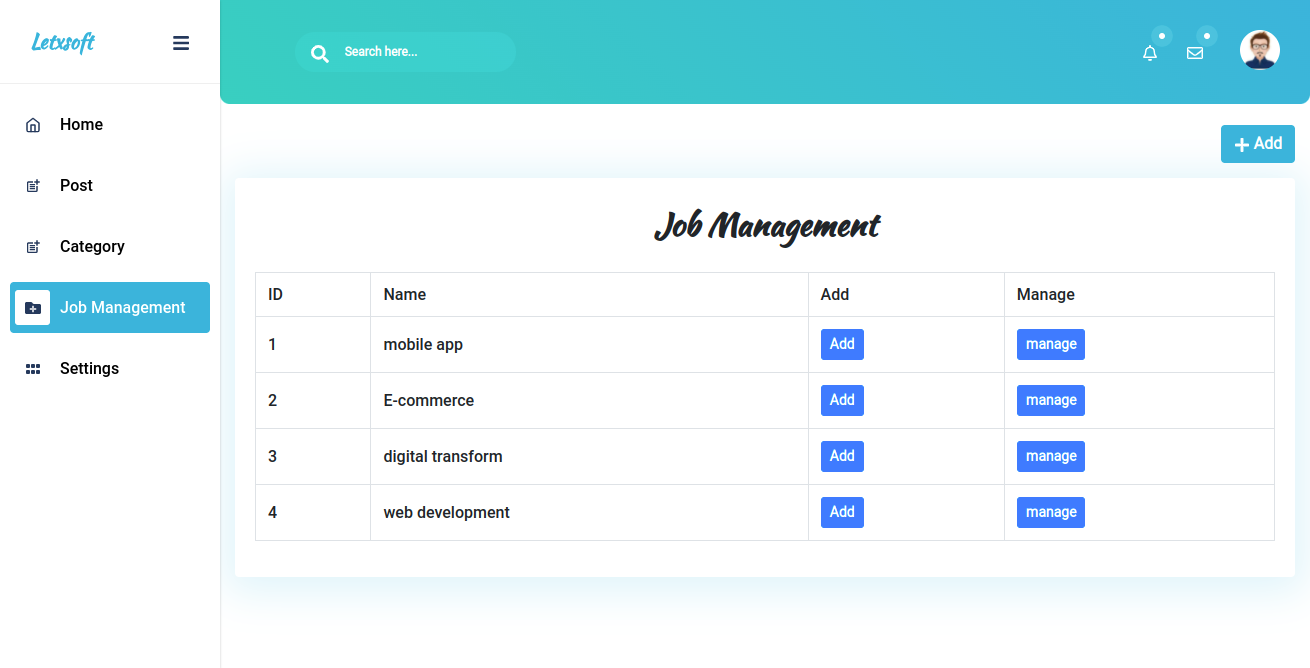 Letxsoft
Search here...
Home
Post
Category
Job Management
Settings
Add
Job Management
ID Name Add Manage
1 mobile app Add manage
2 E-commerce Add manage
3 digital transform Add manage
4 web development Add manage